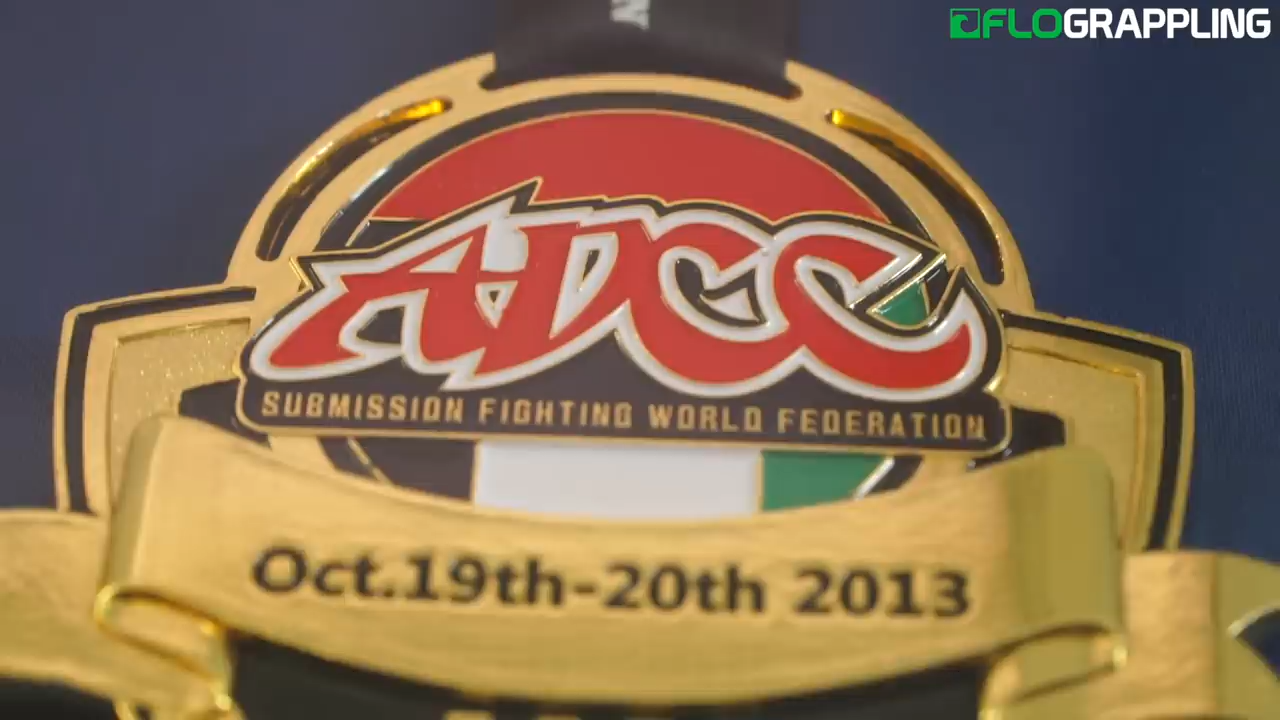 FLOGRAPPLING
ADCC
SUBMISSION FIGHTING WORLD FEDERATION
Oct.19th-20th 2013